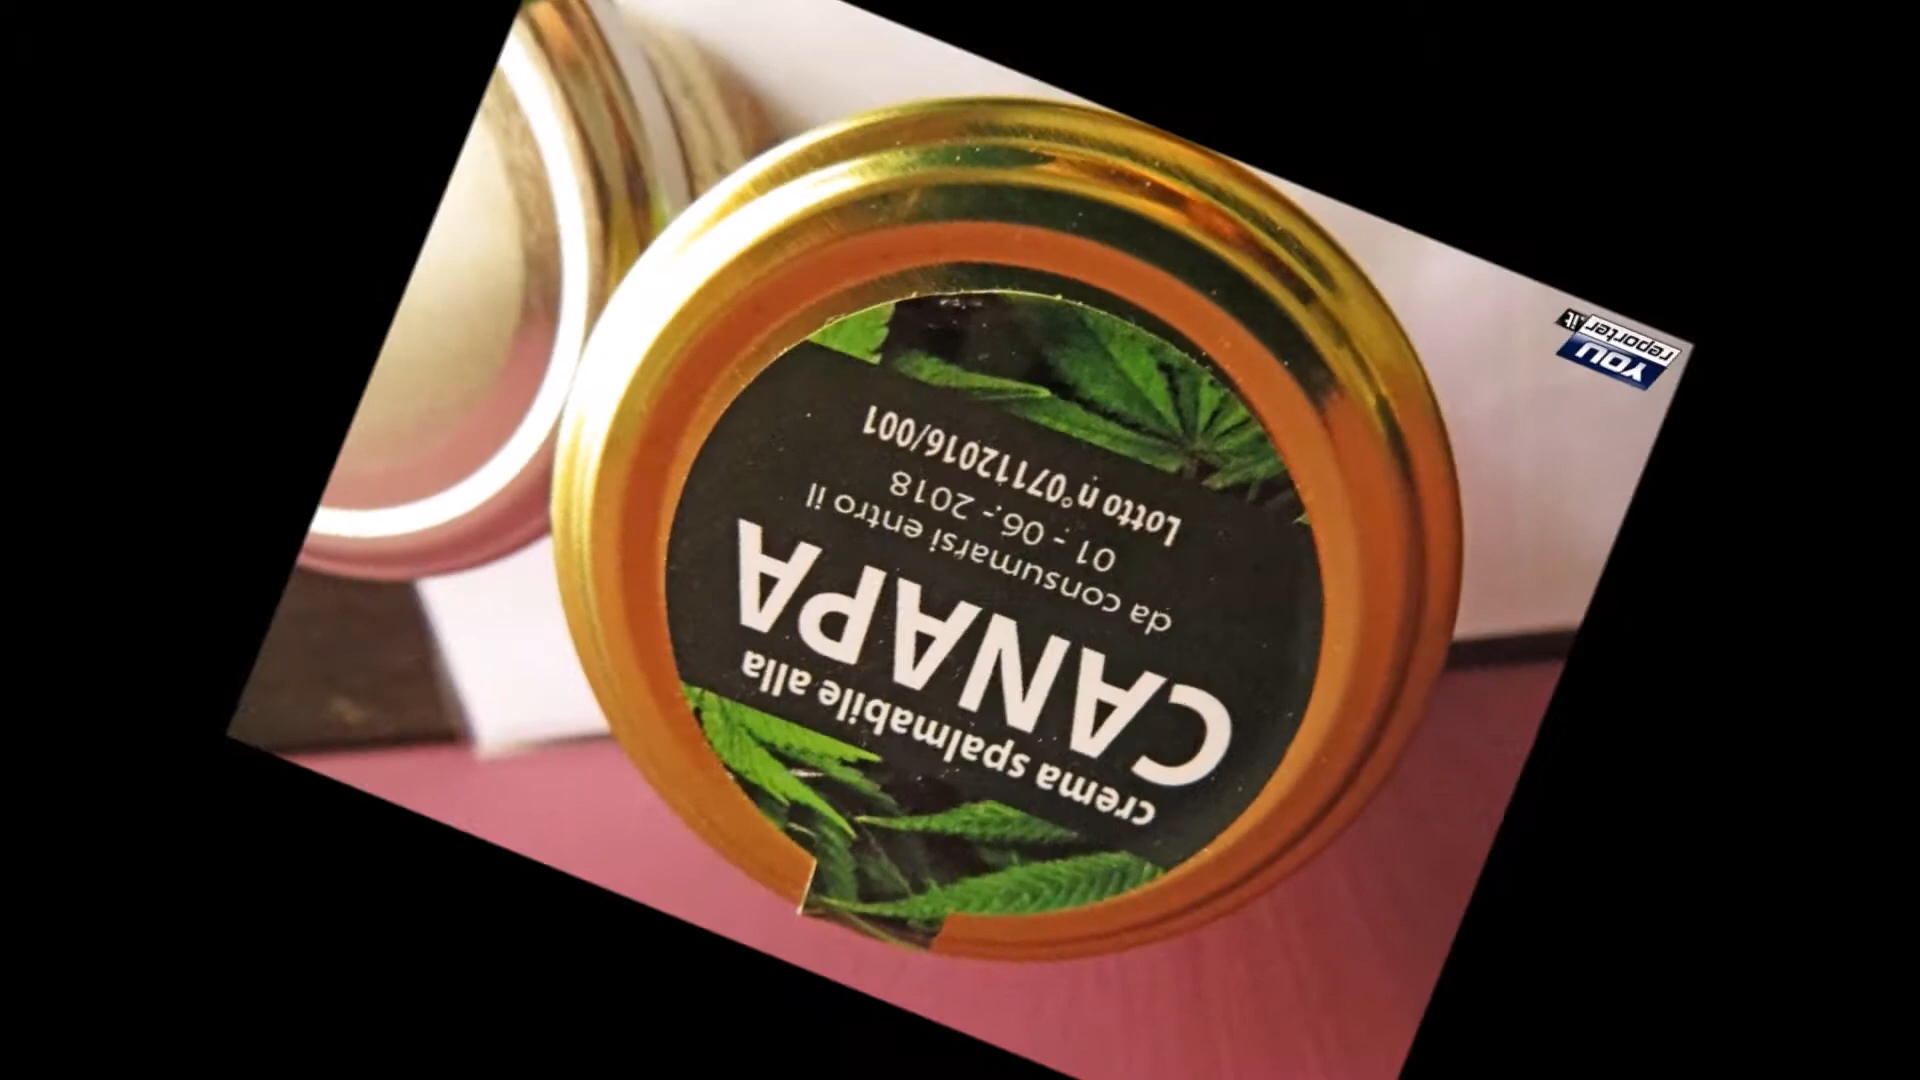 crema spalmabile alla
CANAPA
da consumarsi entro il
01 - 06 - 2018
Lotto n° 07112016/001
YOU
reporter.it